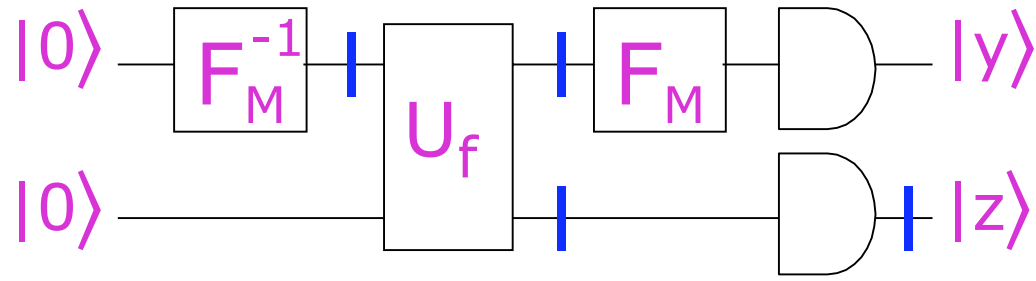 |0⟩ F_M^-1 U_f F_M |y⟩
|0⟩ |z⟩